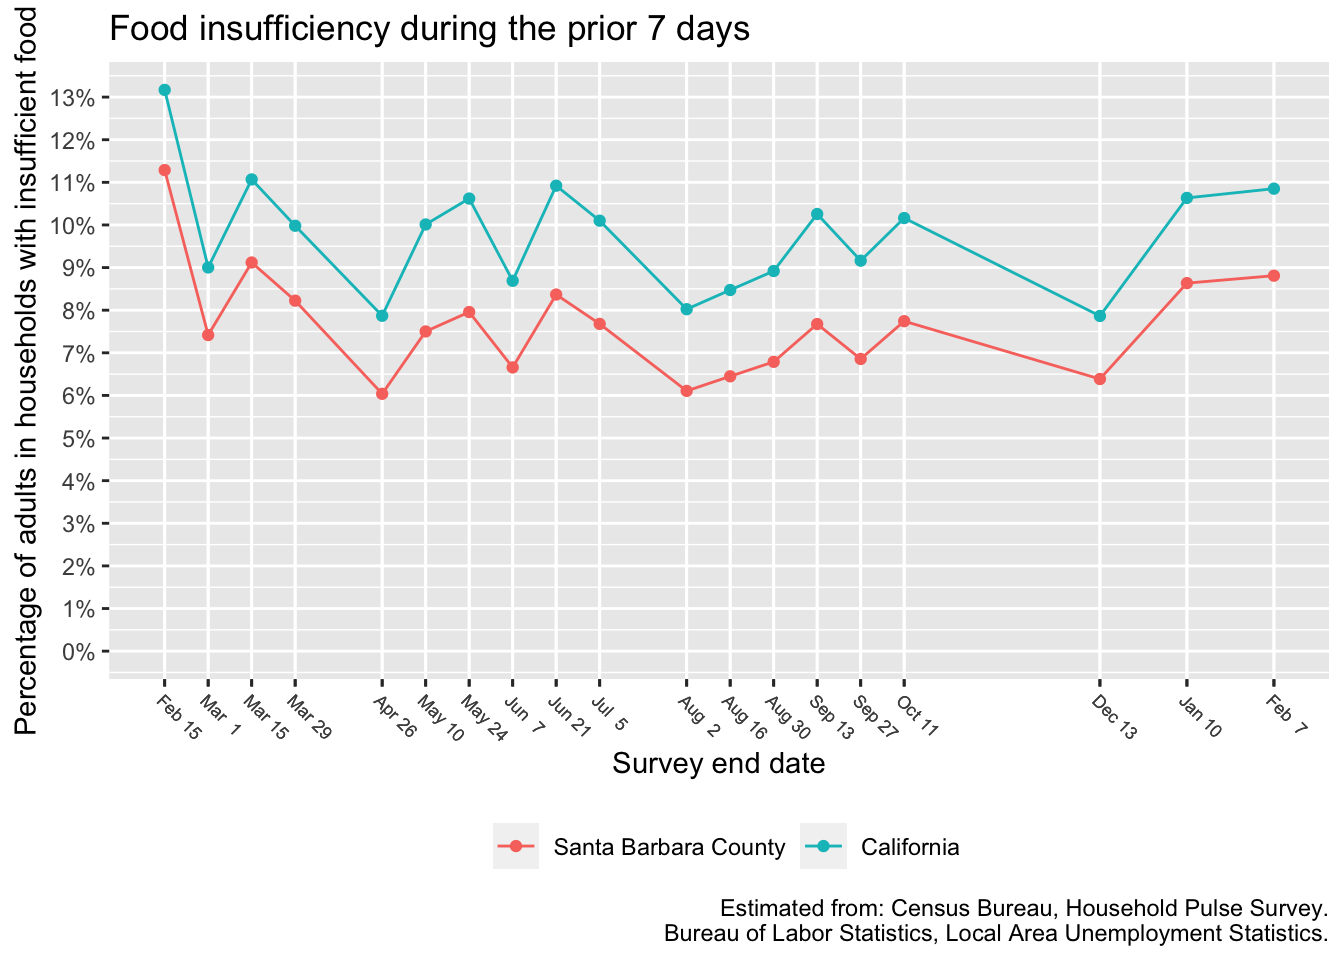 Food insufficiency during the prior 7 days
Percentage of adults in households with insufficient food
13%
12%
11%
10%
9%
8%
7%
6%
5%
4%
3%
2%
1%
0%
Feb 15
Mar 1
Mar 15
Mar 29
Apr 26
May 10
May 24
Jun 7
Jun 21
Jul 5
Aug 2
Aug 16
Aug 30
Sep 13
Sep 27
Oct 11
Dec 13
Jan 10
Feb 7
Survey end date
Santa Barbara County
California
Estimated from: Census Bureau, Household Pulse Survey.
Bureau of Labor Statistics, Local Area Unemployment Statistics.